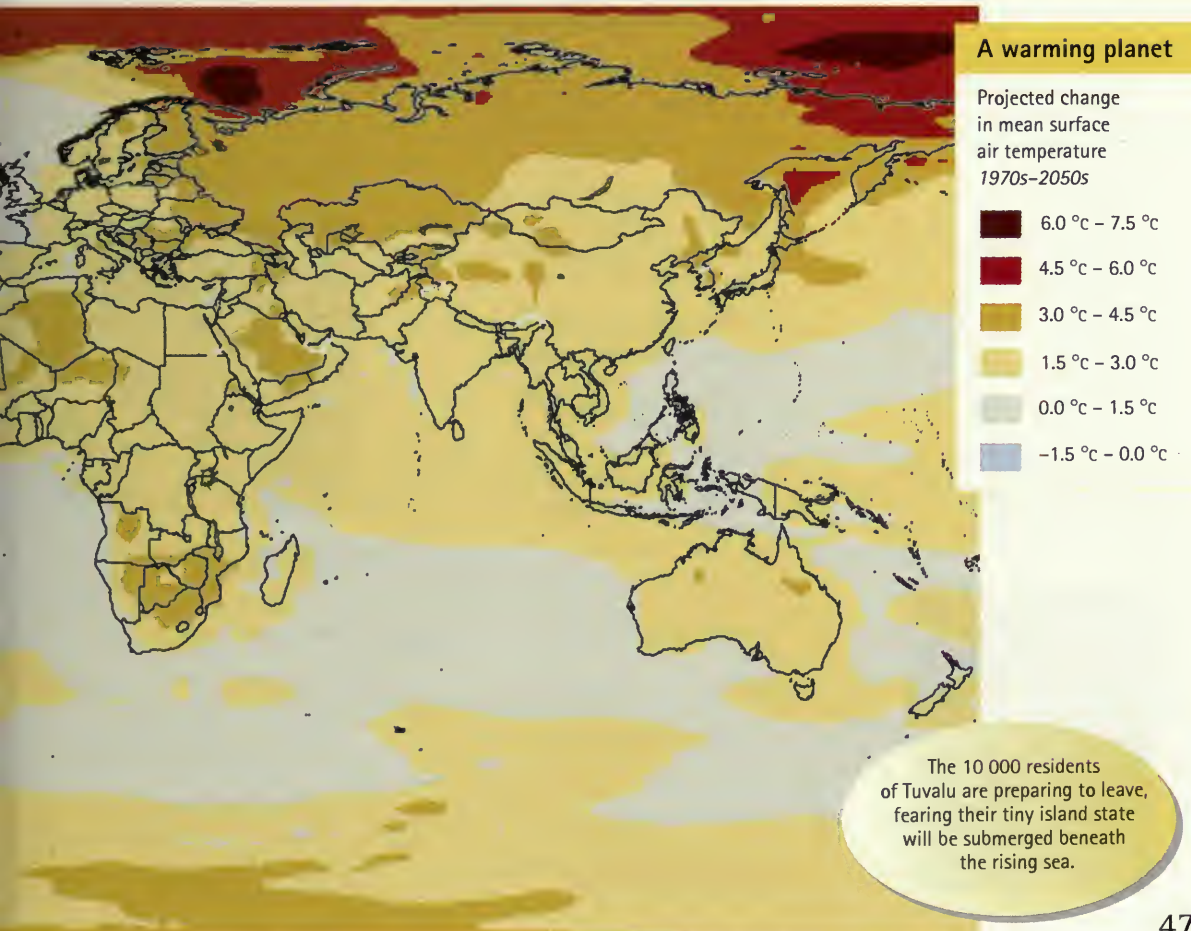 A warming planet
Projected change
in mean surface
air temperature
1970s–2050s
6.0 °c – 7.5 °c
4.5 °c – 6.0 °c
3.0 °c – 4.5 °c
1.5 °c – 3.0 °c
0.0 °c – 1.5 °c
–1.5 °c – 0.0 °c
The 10 000 residents
of Tuvalu are preparing to leave,
fearing their tiny island state
will be submerged beneath
the rising sea.
47